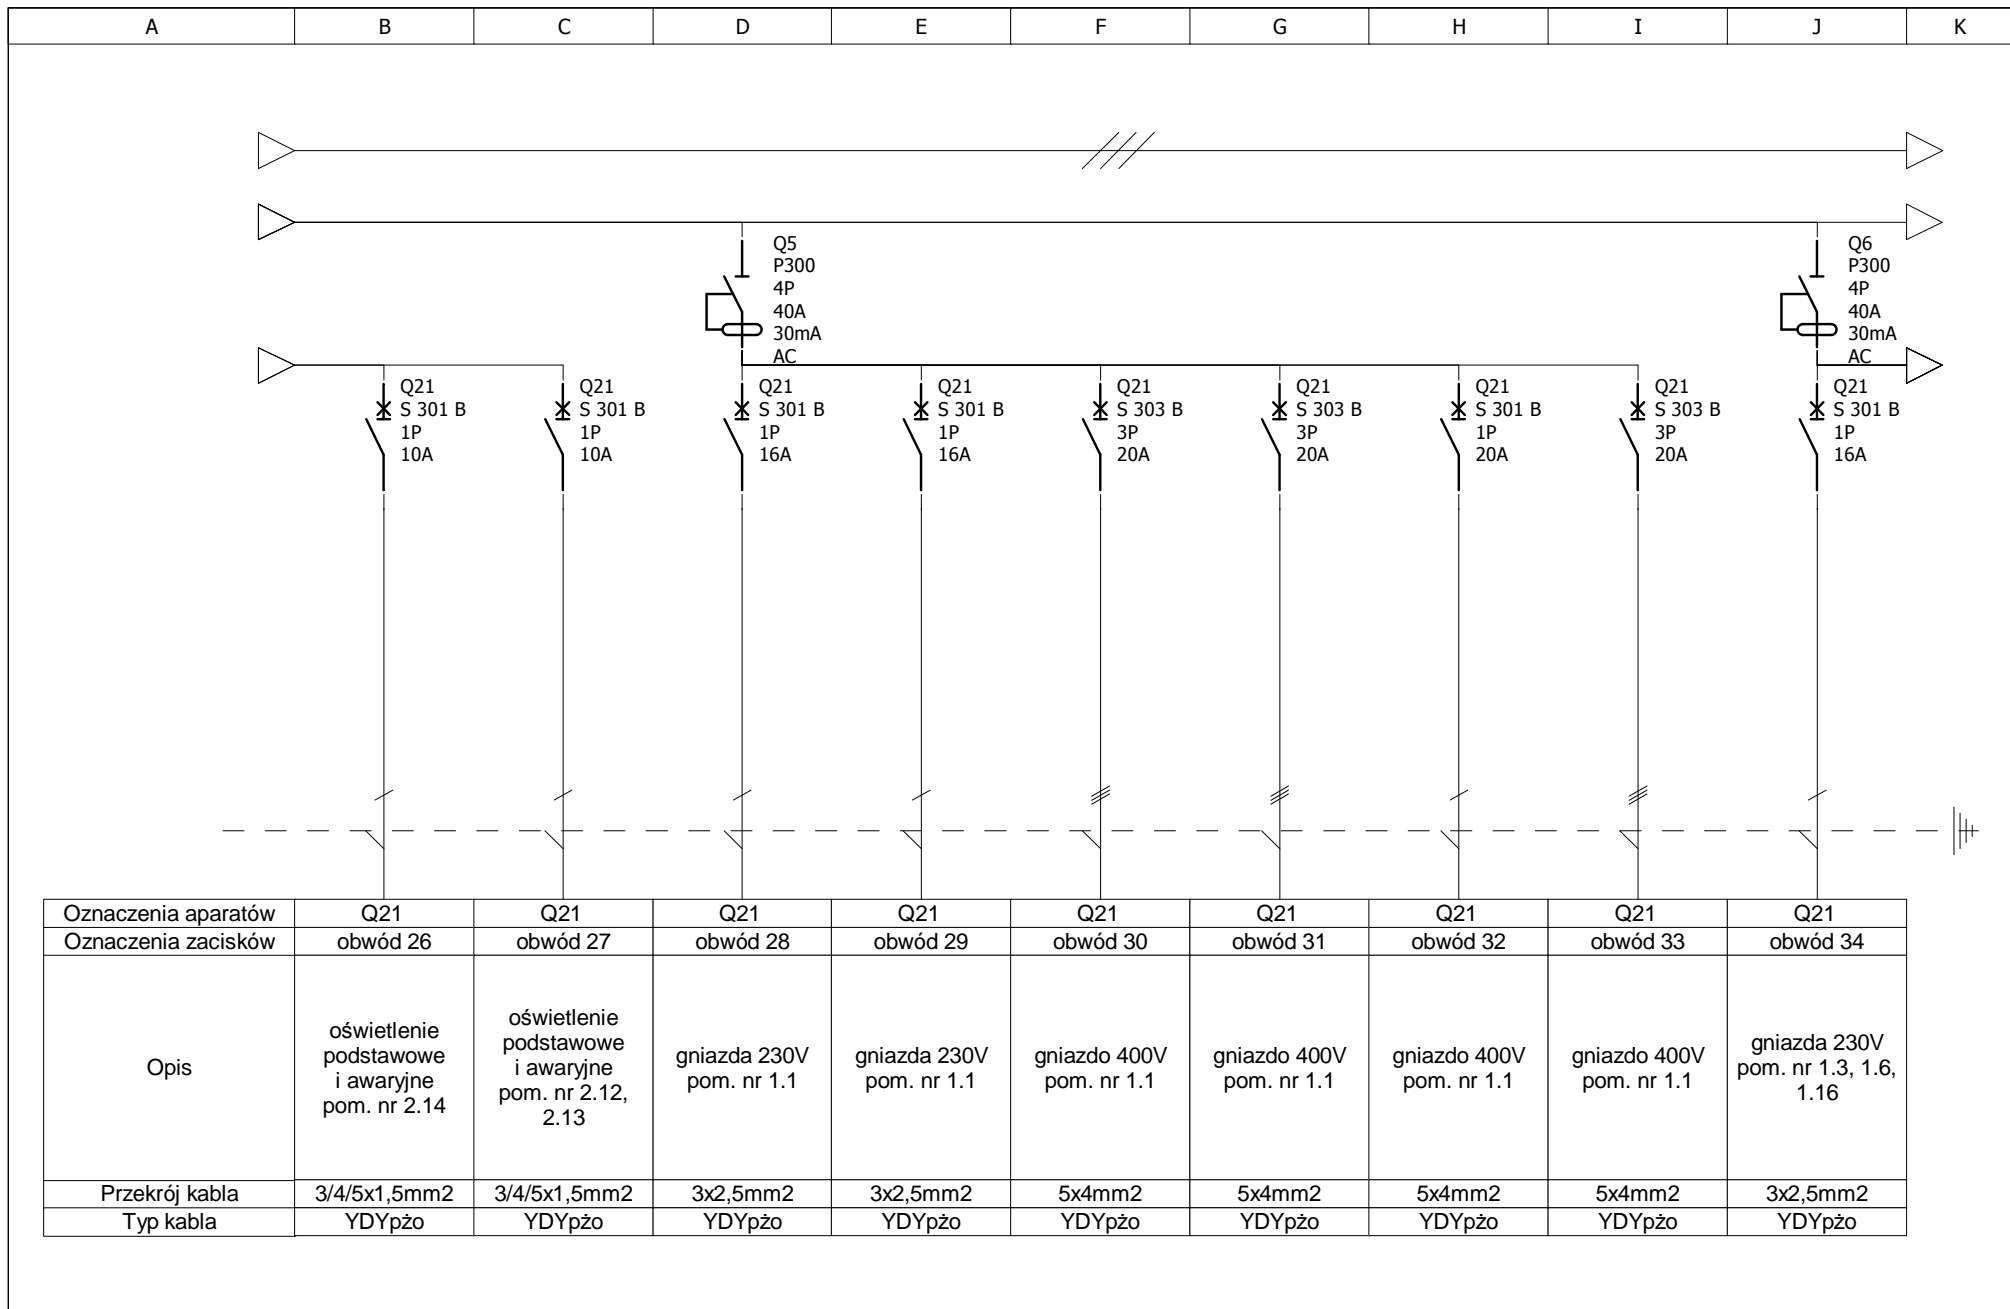 A B C D E F G H I J K
Q5
P300
4P
40A
30mA
AC
Q6
P300
4P
40A
30mA
AC
Q21
S 301 B
1P
10A
Q21
S 301 B
1P
10A
Q21
S 301 B
1P
16A
Q21
S 301 B
1P
16A
Q21
S 303 B
3P
20A
Q21
S 303 B
3P
20A
Q21
S 301 B
1P
20A
Q21
S 303 B
3P
20A
Q21
S 301 B
1P
16A
Oznaczenia aparatów Q21 Q21 Q21 Q21 Q21 Q21 Q21 Q21 Q21
Oznaczenia zacisków obwód 26 obwód 27 obwód 28 obwód 29 obwód 30 obwód 31 obwód 32 obwód 33 obwód 34
Opis
oświetlenie
podstawowe
i awaryjne
pom. nr 2.14
oświetlenie
podstawowe
i awaryjne
pom. nr 2.12,
2.13
gniazda 230V
pom. nr 1.1
gniazda 230V
pom. nr 1.1
gniazdo 400V
pom. nr 1.1
gniazdo 400V
pom. nr 1.1
gniazdo 400V
pom. nr 1.1
gniazdo 400V
pom. nr 1.1
gniazda 230V
pom. nr 1.3, 1.6,
1.16
Przekrój kabla 3/4/5x1,5mm2 3/4/5x1,5mm2 3x2,5mm2 3x2,5mm2 5x4mm2 5x4mm2 5x4mm2 5x4mm2 3x2,5mm2
Typ kabla YDYpżo YDYpżo YDYpżo YDYpżo YDYpżo YDYpżo YDYpżo YDYpżo YDYpżo